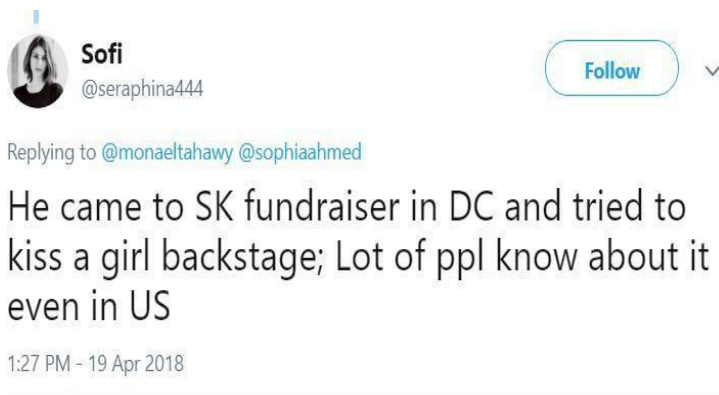 Sofi
@seraphina444
Follow
Replying to @monaeltahawy @sophiaahmed
He came to SK fundraiser in DC and tried to
kiss a girl backstage; Lot of ppl know about it
even in US
1:27 PM - 19 Apr 2018